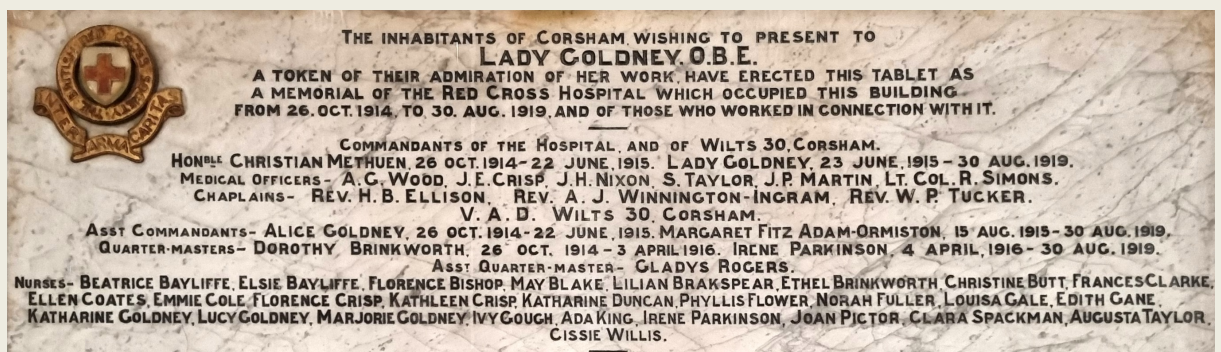 THE INHABITANTS OF CORSHAM, WISHING TO PRESENT TO
LADY GOLDNEY. O.B.E.
A TOKEN OF THEIR ADMIRATION OF HER WORK, HAVE ERECTED THIS TABLET AS
A MEMORIAL OF THE RED CROSS HOSPITAL WHICH OCCUPIED THIS BUILDING
FROM 26. OCT. 1914, TO 30. AUG. 1919, AND OF THOSE WHO WORKED IN CONNECTION WITH IT.
INTER ARMA CARITAS
COMMANDANTS OF THE HOSPITAL, AND OF WILTS 30, CORSHAM.
HONBLE CHRISTIAN METHUEN, 26 OCT. 1914-22 JUNE, 1915. LADY GOLDNEY, 23 JUNE, 1915 - 30 AUG. 1919.
MEDICAL OFFICERS- A.G. WOOD, J.E. CRISP, J.H. NIXON, S. TAYLOR, J.P. MARTIN, LT. COL. R. SIMONS.
CHAPLAINS- REV. H. B. ELLISON, REV. A. J. WINNINGTON-INGRAM, REV. W. P. TUCKER.
V. A. D. WILTS 30, CORSHAM.
ASST COMMANDANTS- ALICE GOLDNEY, 26 OCT. 1914-22 JUNE, 1915. MARGARET FITZ ADAM-ORMISTON, 15 AUG. 1915-30 AUG. 1919.
QUARTER-MASTERS- DOROTHY BRINKWORTH, 26 OCT. 1914 - 3 APRIL 1916. IRENE PARKINSON, 4 APRIL, 1916 - 30 AUG. 1919.
ASST QUARTER-MASTER- GLADYS ROGERS.
NURSES- BEATRICE BAYLIFFE, ELSIE BAYLIFFE, FLORENCE BISHOP, MAY BLAKE, LILIAN BRAKSPEAR, ETHEL BRINKWORTH, CHRISTINE BUTT, FRANCES CLARKE,
ELLEN COATES, EMMIE COLE, FLORENCE CRISP, KATHLEEN CRISP, KATHARINE DUNCAN, PHYLLIS FLOWER, NORAH FULLER, LOUISA GALE, EDITH GANE,
KATHARINE GOLDNEY, LUCY GOLDNEY, MARJORIE GOLDNEY, IVY GOUGH, ADA KING, IRENE PARKINSON, JOAN PICTOR, CLARA SPACKMAN, AUGUSTA TAYLOR,
CISSIE WILLIS.